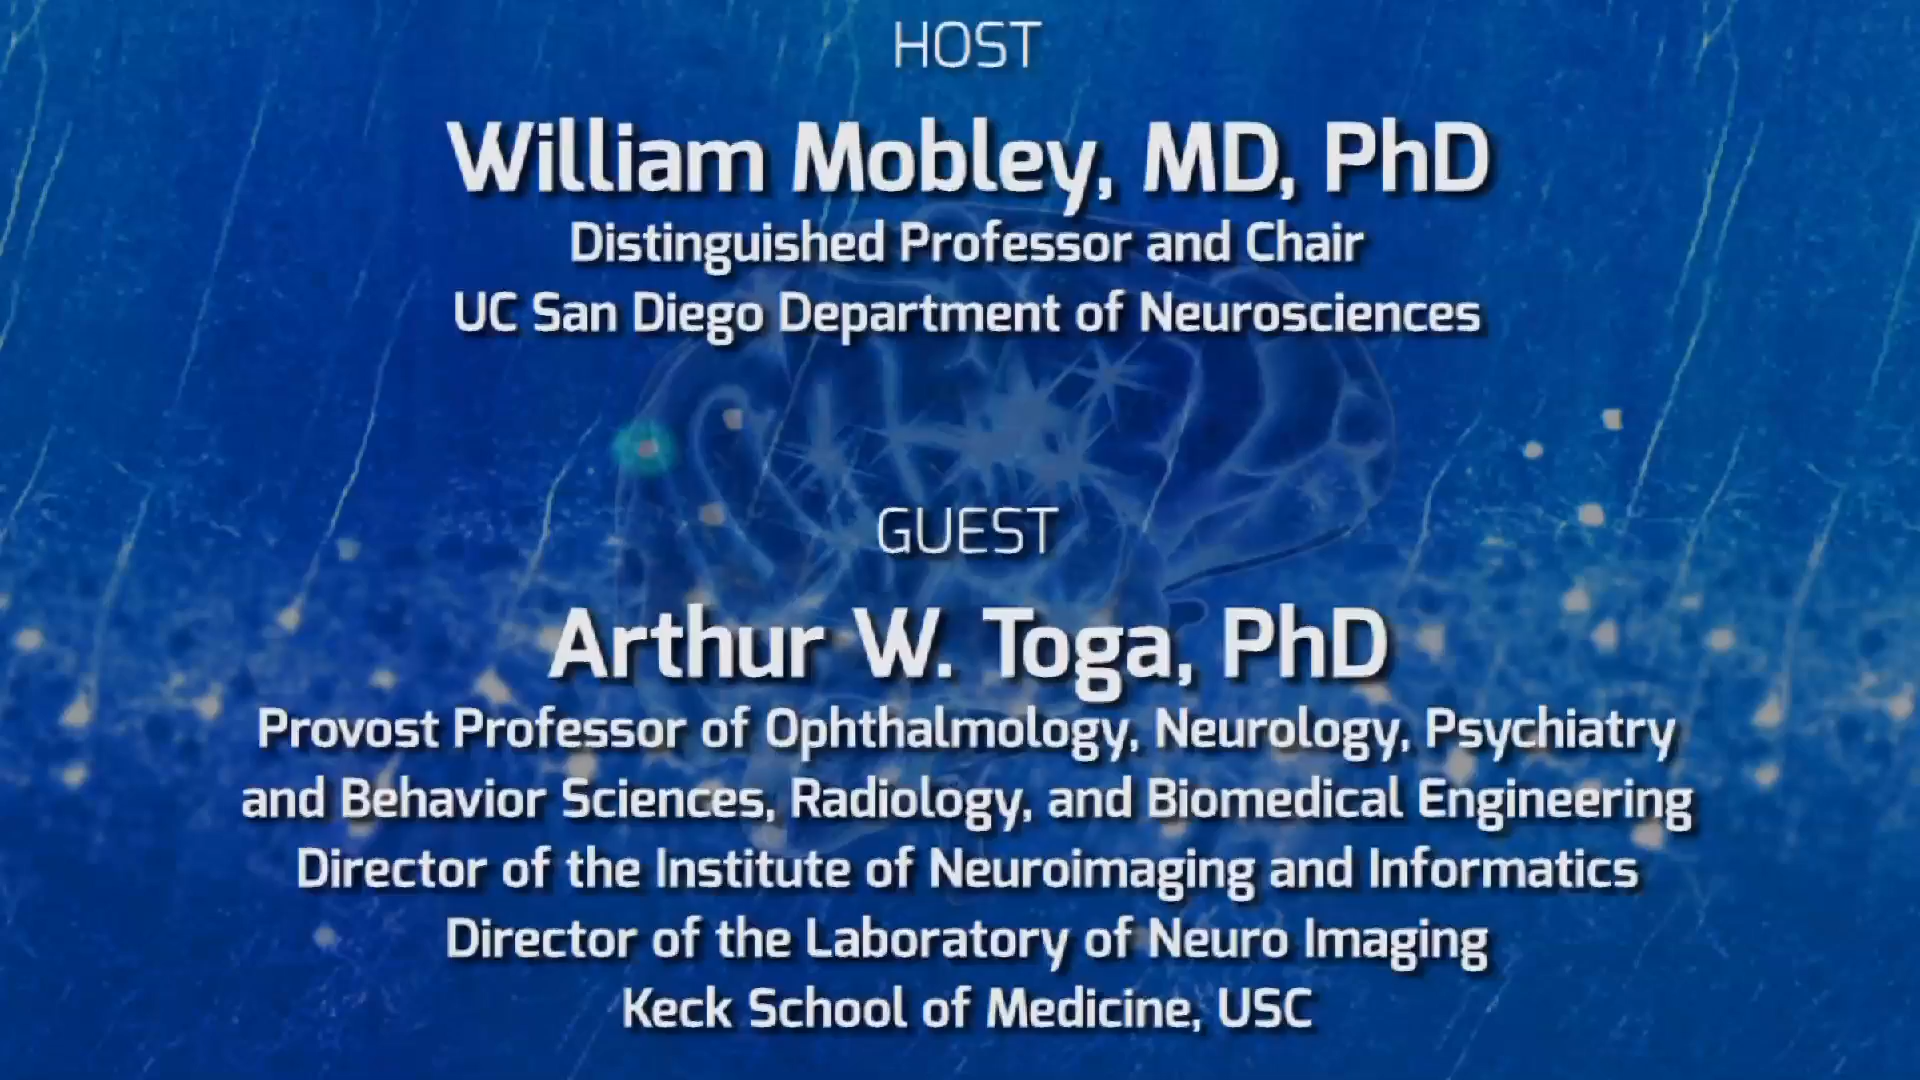 HOST
William Mobley, MD, PhD
Distinguished Professor and Chair
UC San Diego Department of Neurosciences
GUEST
Arthur W. Toga, PhD
Provost Professor of Ophthalmology, Neurology, Psychiatry
and Behavior Sciences, Radiology, and Biomedical Engineering
Director of the Institute of Neuroimaging and Informatics
Director of the Laboratory of Neuro Imaging
Keck School of Medicine, USC